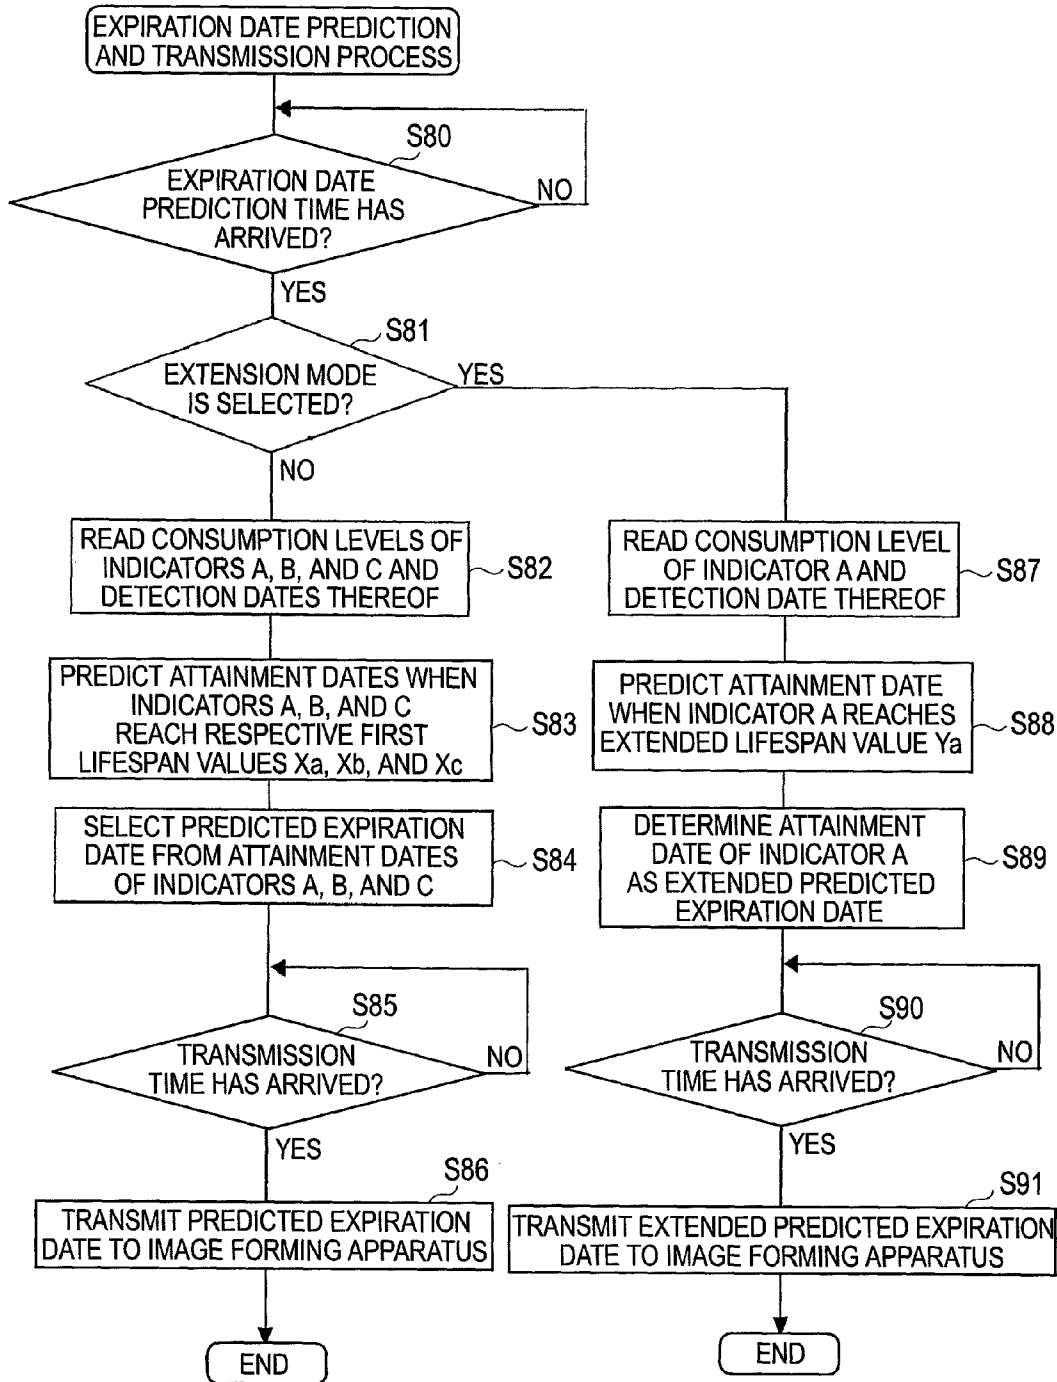 EXPIRATION DATE PREDICTION
AND TRANSMISSION PROCESS
S80
EXPIRATION DATE
PREDICTION TIME HAS
ARRIVED?
NO
YES
S81
EXTENSION MODE
IS SELECTED?
YES
NO
READ CONSUMPTION LEVELS OF
INDICATORS A, B, AND C AND
DETECTION DATES THEREOF
S82
PREDICT ATTAINMENT DATES WHEN
INDICATORS A, B, AND C
REACH RESPECTIVE FIRST
LIFESPAN VALUES Xa, Xb, AND Xc
S83
SELECT PREDICTED EXPIRATION
DATE FROM ATTAINMENT DATES
OF INDICATORS A, B, AND C
S84
S85
TRANSMISSION
TIME HAS ARRIVED?
NO
YES
S86
TRANSMIT PREDICTED EXPIRATION
DATE TO IMAGE FORMING APPARATUS
END
READ CONSUMPTION LEVEL
OF INDICATOR A AND
DETECTION DATE THEREOF
S87
PREDICT ATTAINMENT DATE
WHEN INDICATOR A REACHES
EXTENDED LIFESPAN VALUE Ya
S88
DETERMINE ATTAINMENT
DATE OF INDICATOR A
AS EXTENDED PREDICTED
EXPIRATION DATE
S89
S90
TRANSMISSION
TIME HAS ARRIVED?
NO
YES
S91
TRANSMIT EXTENDED PREDICTED EXPIRATION
DATE TO IMAGE FORMING APPARATUS
END